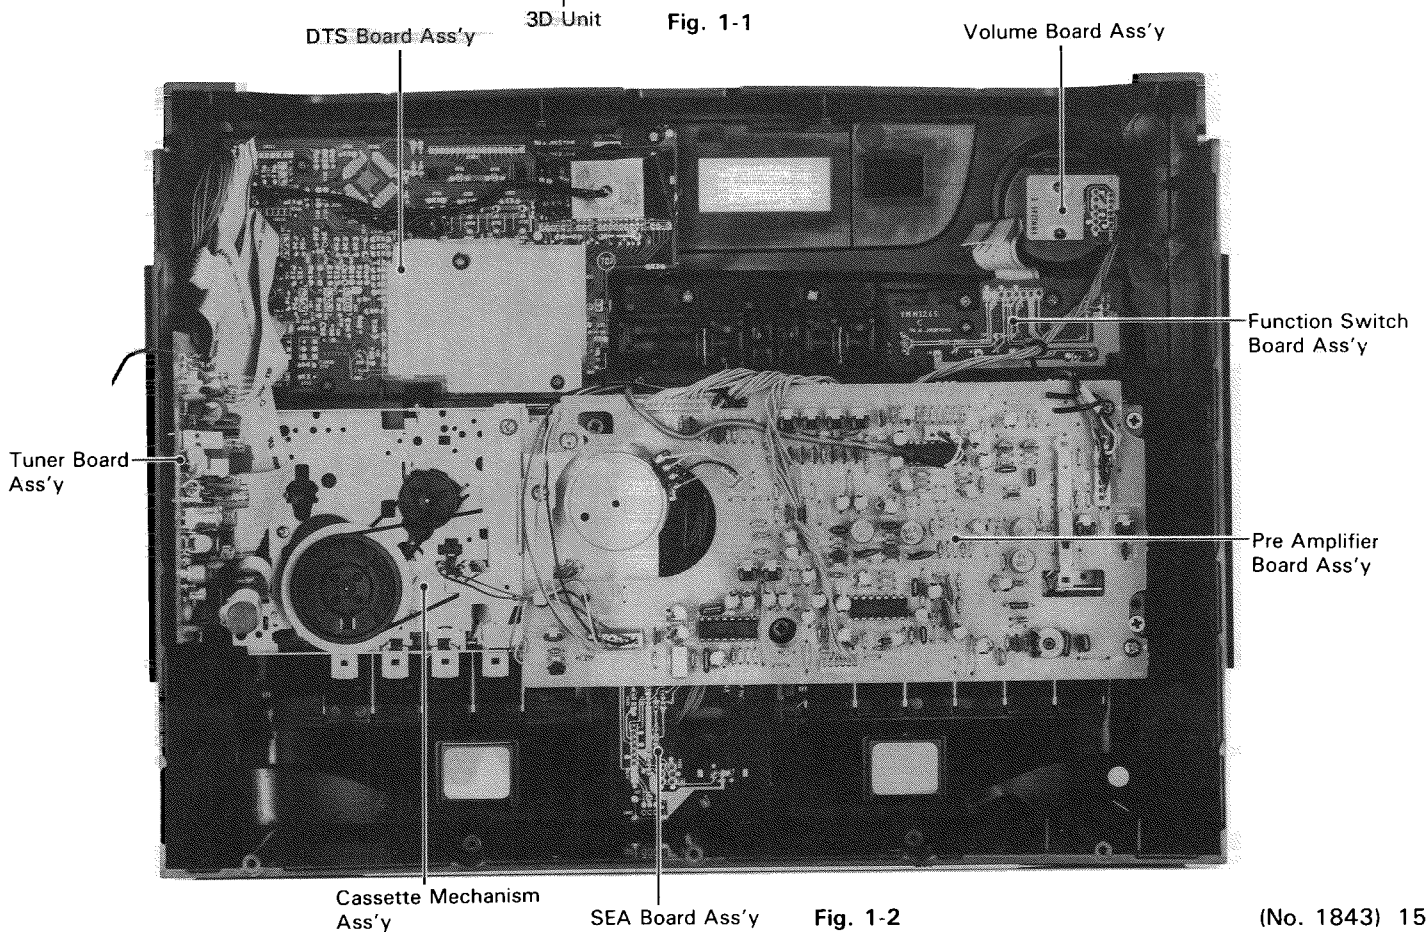 3D Unit
Fig. 1-1
DTS Board Ass'y
Volume Board Ass'y
YMM1265
C
Function Switch
Board Ass'y
Tuner Board
Ass'y
Pre Amplifier
Board Ass'y
Cassette Mechanism
Ass'y
SEA Board Ass'y
Fig. 1-2
(No. 1843) 15